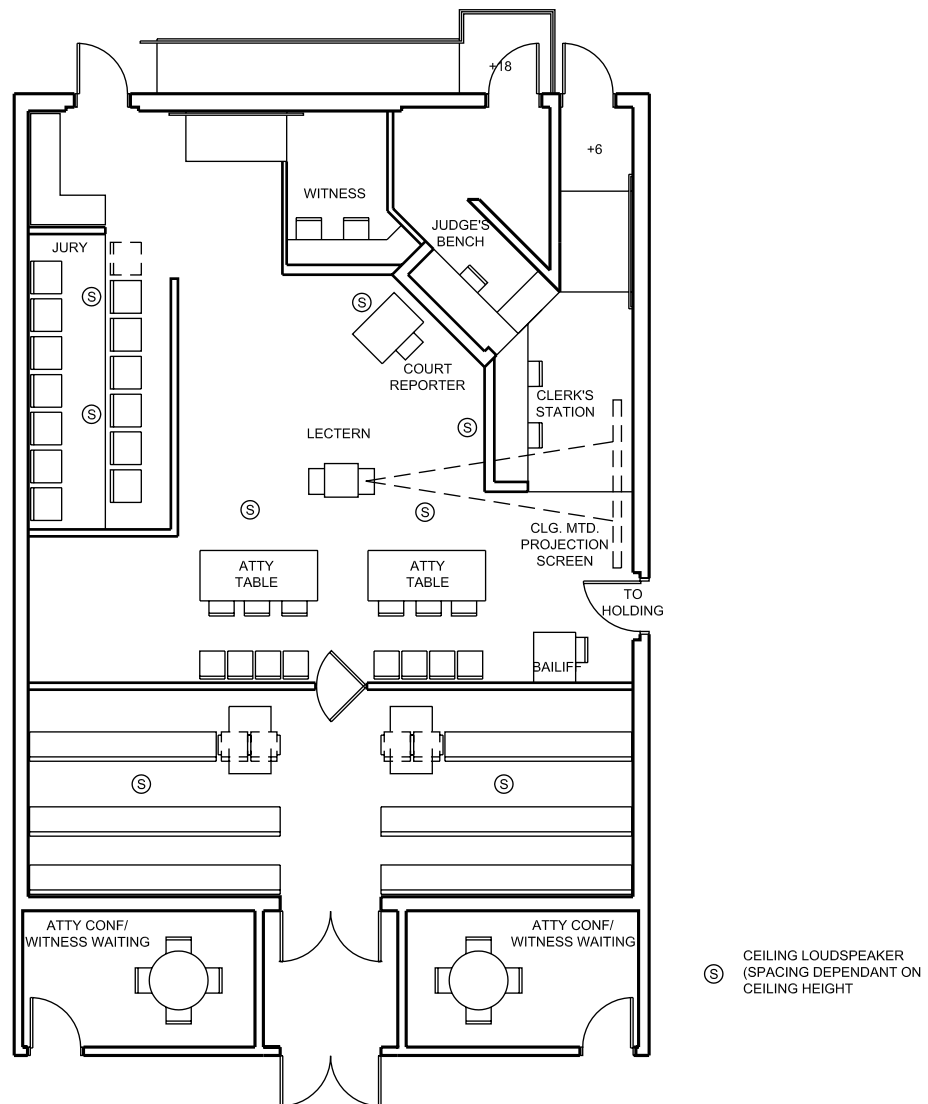 +18
+6
WITNESS
JUDGE'S
BENCH
JURY
S
S
S
COURT
REPORTER
CLERK'S
STATION
S
S
LECTERN
S
S
CLG. MTD.
PROJECTION
SCREEN
ATTY
TABLE
ATTY
TABLE
TO
HOLDING
BAILIFF
S
S
ATTY CONF/
WITNESS WAITING
ATTY CONF/
WITNESS WAITING
S
CEILING LOUDSPEAKER
(SPACING DEPENDANT ON
CEILING HEIGHT